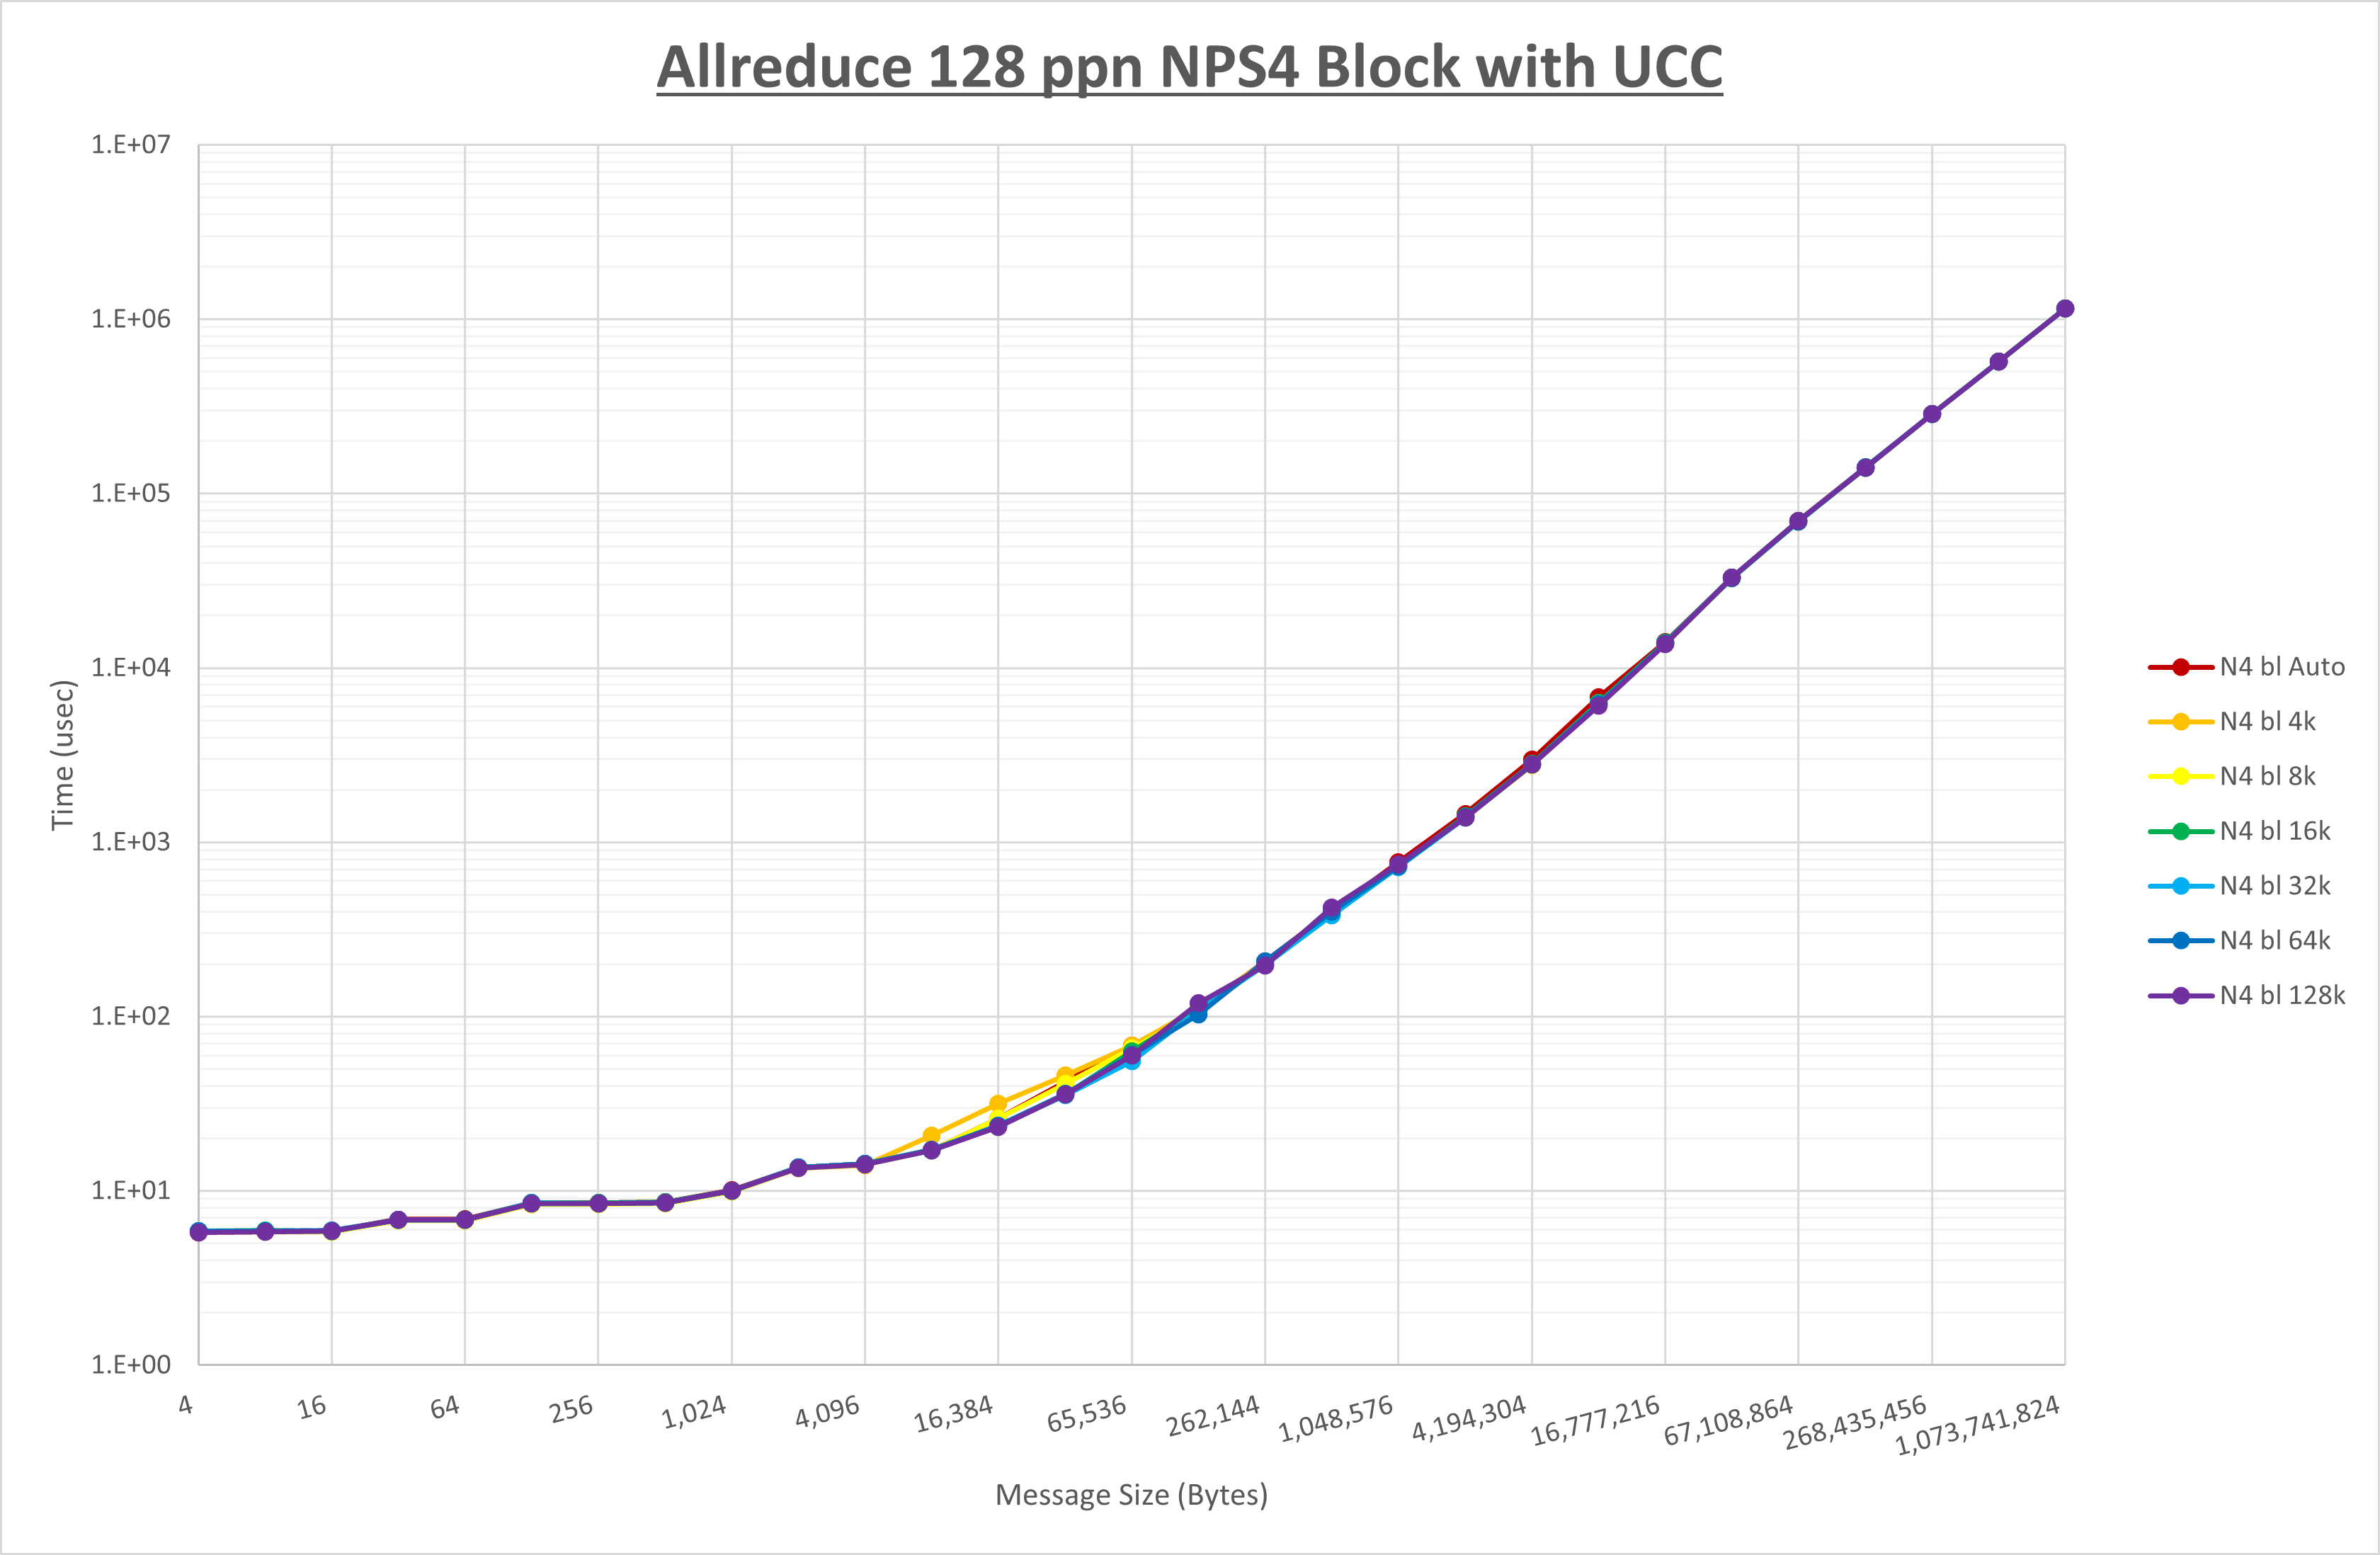 Allreduce 128 ppn NPS4 Block with UCC
1.E+07
1.E+06
1.E+05
1.E+04
1.E+03
1.E+02
1.E+01
1.E+00
Time (usec)
4
16
64
256
1,024
4,096
16,384
65,536
262,144
1,048,576
4,194,304
16,777,216
67,108,864
268,435,456
1,073,741,824
Message Size (Bytes)
N4 bl Auto
N4 bl 4k
N4 bl 8k
N4 bl 16k
N4 bl 32k
N4 bl 64k
N4 bl 128k